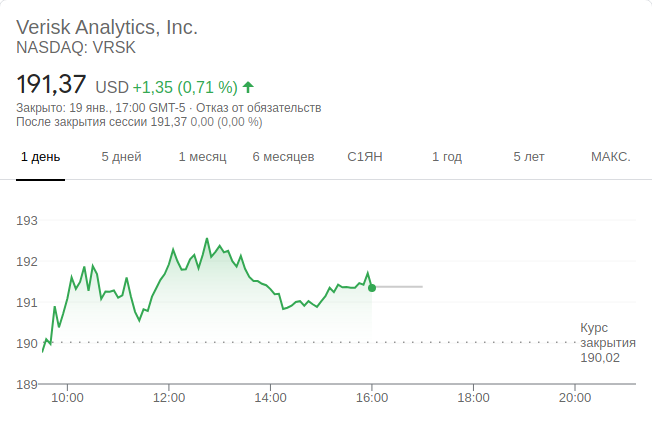 Verisk Analytics, Inc.
NASDAQ: VRSK
191,37 USD +1,35 (0,71 %)
Закрыто: 19 янв., 17:00 GMT-5 · Отказ от обязательств
После закрытия сессии 191,37 0,00 (0,00 %)
1 день 5 дней 1 месяц 6 месяцев С1ЯН 1 год 5 лет МАКС.
193
192
191
190
189
Курс
закрытия
190,02
10:00 12:00 14:00 16:00 18:00 20:00